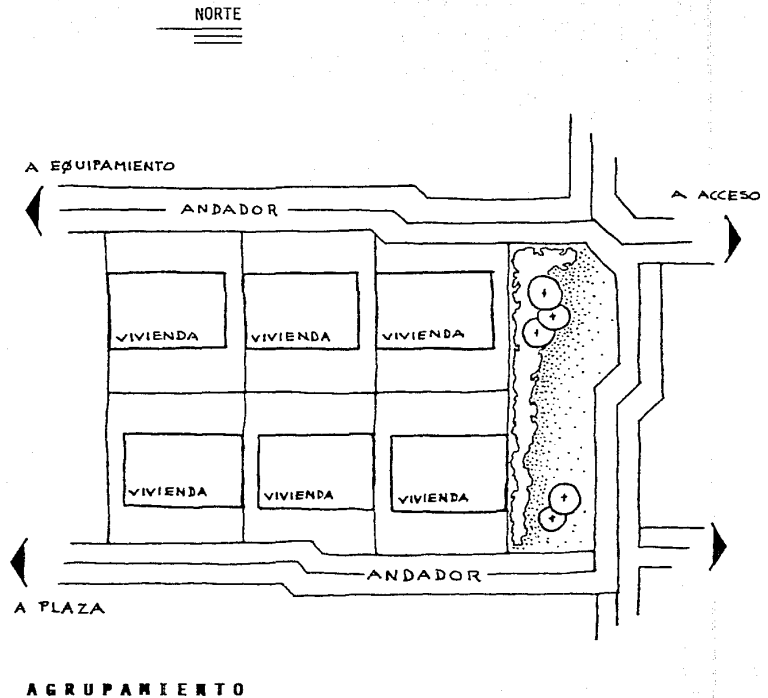 NORTE
A EQUIPAMIENTO
A ACCESO
ANDADOR
VIVIENDA VIVIENDA VIVIENDA
VIVIENDA VIVIENDA VIVIENDA
ANDADOR
A PLAZA
AGRUPAMIENTO